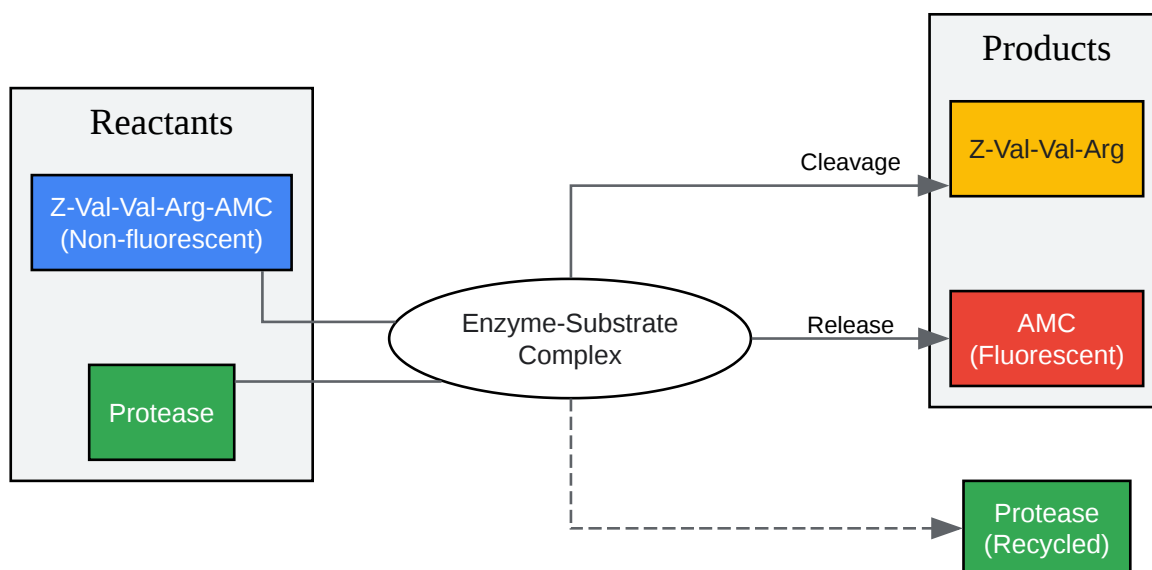 Reactants
Z-Val-Val-Arg-AMC
(Non-fluorescent)
Protease
Enzyme-Substrate
Complex
Cleavage
Release
Products
Z-Val-Val-Arg
AMC
(Fluorescent)
Protease
(Recycled)